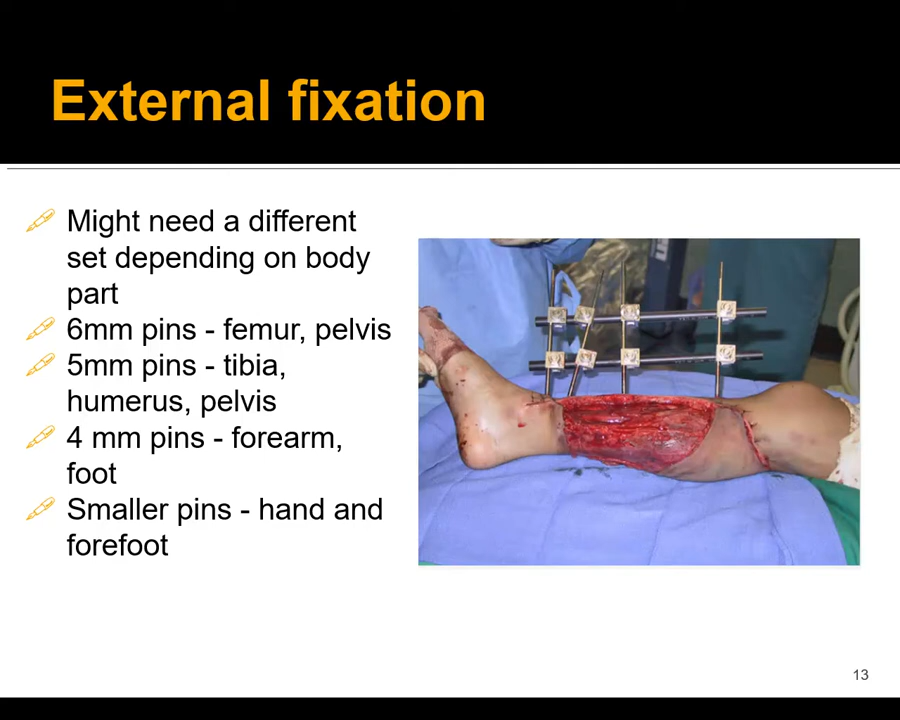 External fixation
Might need a different
set depending on body
part
6mm pins - femur, pelvis
5mm pins - tibia,
humerus, pelvis
4 mm pins - forearm,
foot
Smaller pins - hand and
forefoot
13